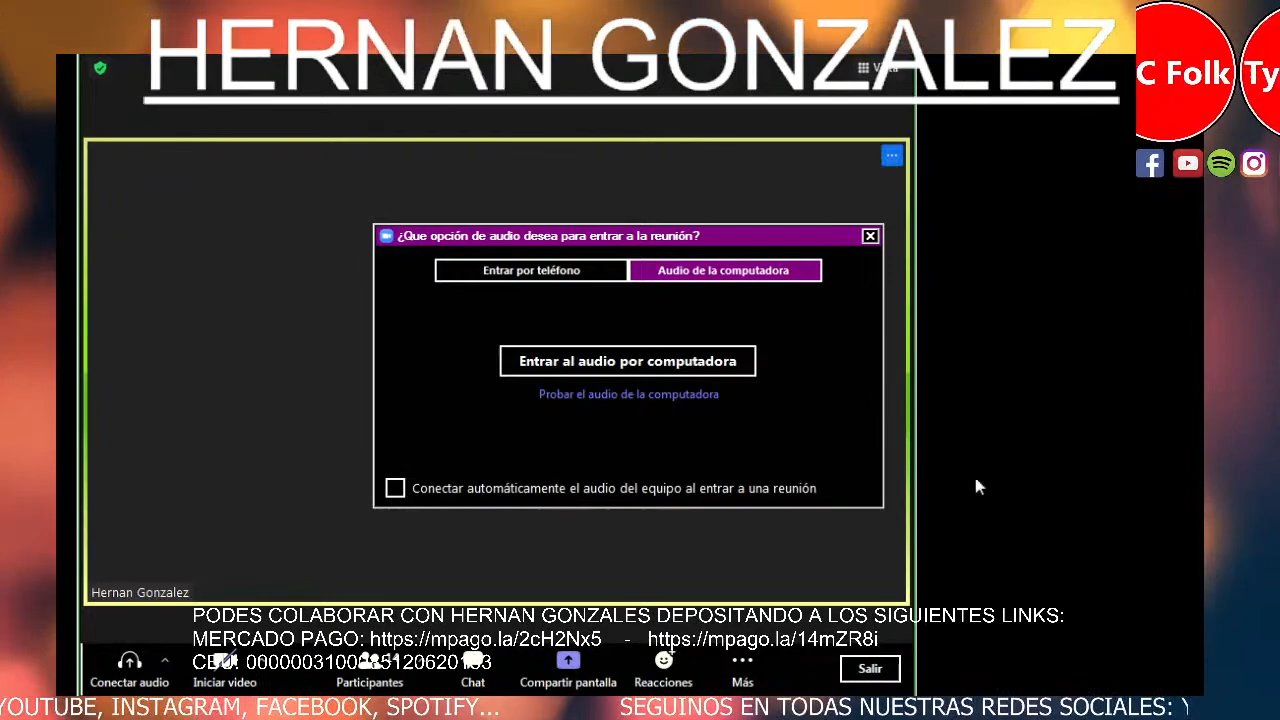 HERNAN GONZALEZ
C Folk
Ty
¿Que opción de audio desea para entrar a la reunión?
Entrar por teléfono
Audio de la computadora
Entrar al audio por computadora
Probar el audio de la computadora
Conectar automáticamente el audio del equipo al entrar a una reunión
Hernan Gonzalez
PODES COLABORAR CON HERNAN GONZALES DEPOSITANDO A LOS SIGUIENTES LINKS:
MERCADO PAGO: https://mpago.la/2cH2Nx5 - https://mpago.la/14mZR8i
CBU:
Conectar audio
Iniciar video
Participantes
Chat
Compartir pantalla
Reacciones
Más
Salir
YOUTUBE, INSTAGRAM, FACEBOOK, SPOTIFY... SEGUINOS EN TODAS NUESTRAS REDES SOCIALES: